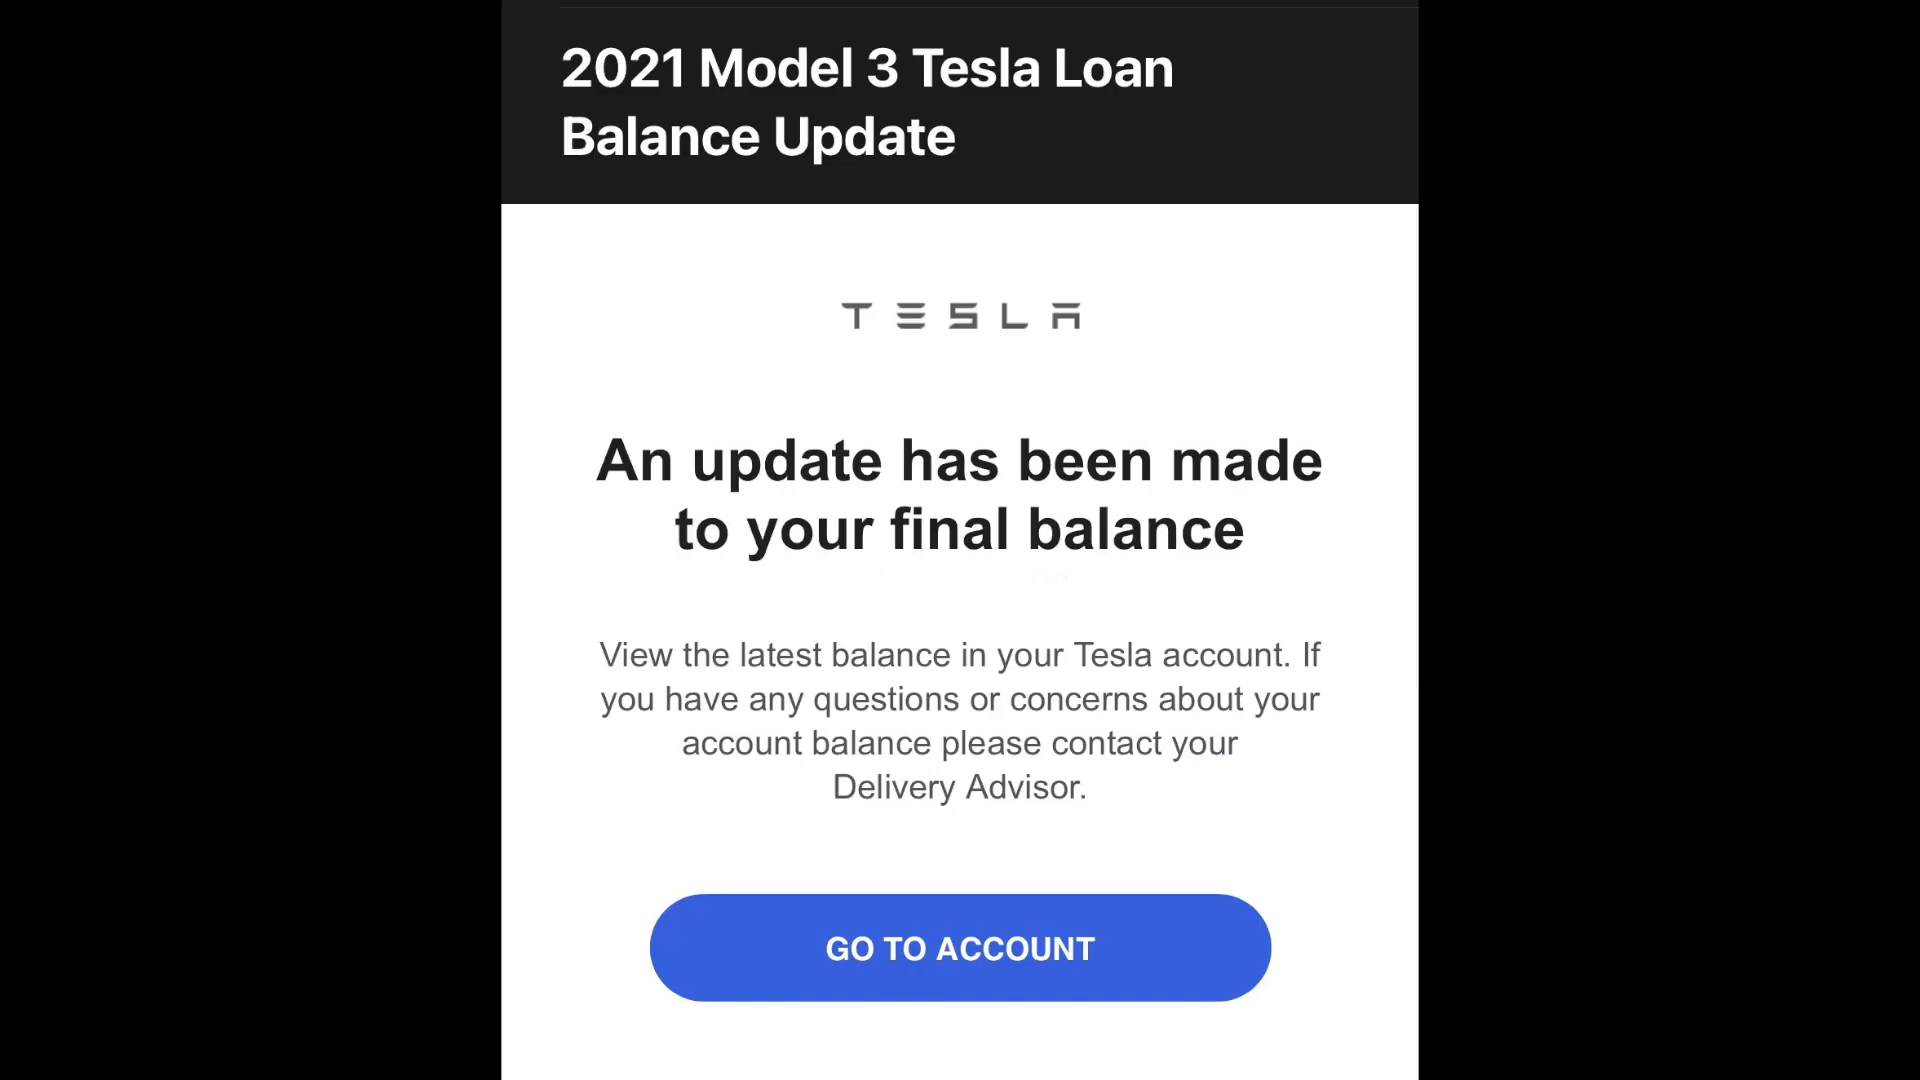 2021 Model 3 Tesla Loan
Balance Update
TESLA
An update has been made
to your final balance
View the latest balance in your Tesla account. If
you have any questions or concerns about your
account balance please contact your
Delivery Advisor.
GO TO ACCOUNT